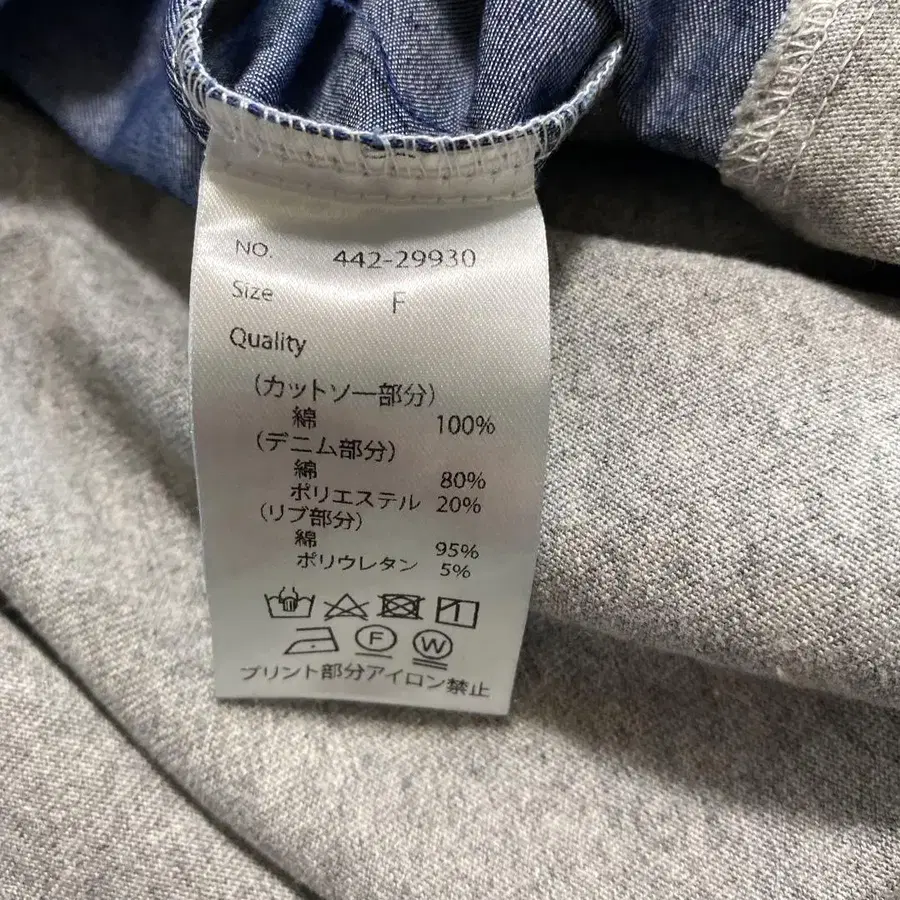 NO. 442-29930
Size F
Quality
(カットソー部分)
綿 100%
(デニム部分)
綿 80%
ポリエステル 20%
(リブ部分)
綿 95%
ポリウレタン 5%
F W
プリント部分アイロン禁止